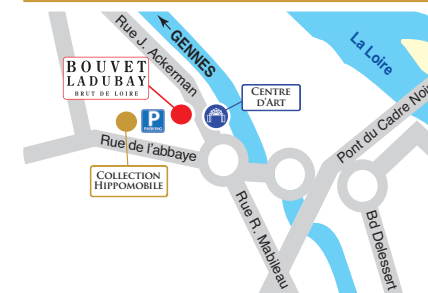 GENNES
Rue J. Ackerman
La Loire
BOUVET
LADUBAY
BRUT DE LOIRE
CENTRE
D'ART
P
PARKING
Pont du Cadre Noir
Rue de l'abbaye
COLLECTION
HIPPOMOBILE
Rue R. Mabileau
Bd Delessert